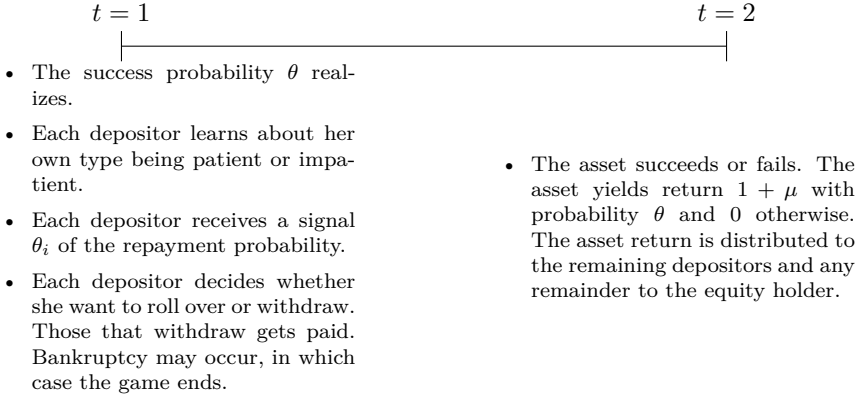 t = 1
t = 2
• The success probability θ real-
izes.
• Each depositor learns about her
own type being patient or impa-
tient.
• Each depositor receives a signal
θᵢ of the repayment probability.
• Each depositor decides whether
she want to roll over or withdraw.
Those that withdraw gets paid.
Bankruptcy may occur, in which
case the game ends.
• The asset succeeds or fails. The
asset yields return 1 + μ with
probability θ and 0 otherwise.
The asset return is distributed to
the remaining depositors and any
remainder to the equity holder.